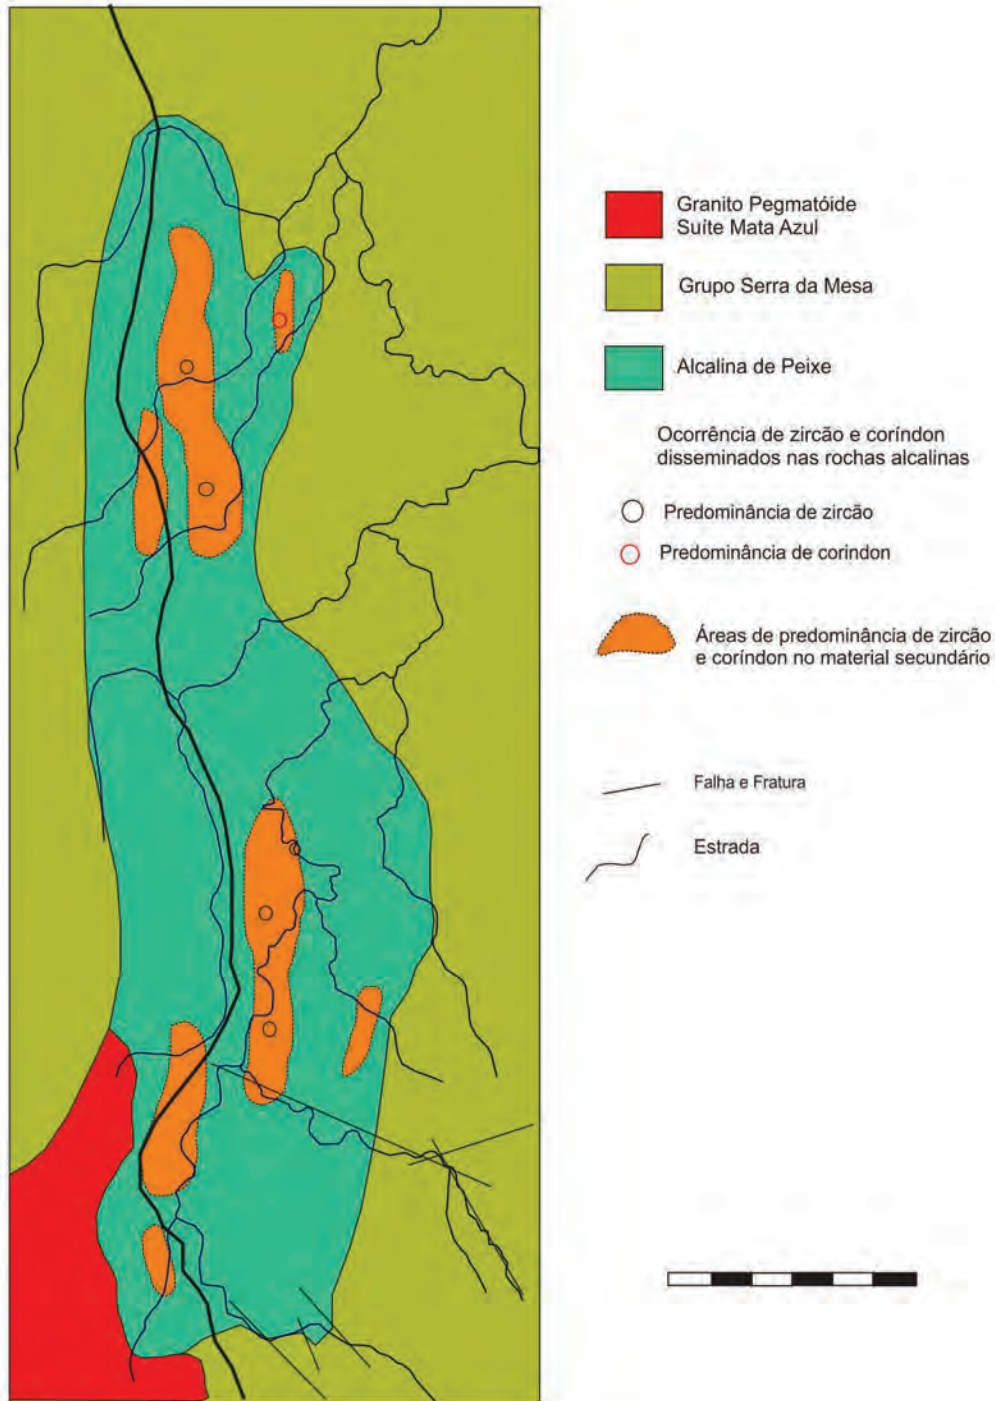 Granito Pegmatóide
Suíte Mata Azul
Grupo Serra da Mesa
Alcalina de Peixe
Ocorrência de zircão e coríndon
disseminados nas rochas alcalinas
Predominância de zircão
Predominância de corindon
Áreas de predominância de zircão
e coríndon no material secundário
Falha e Fratura
Estrada